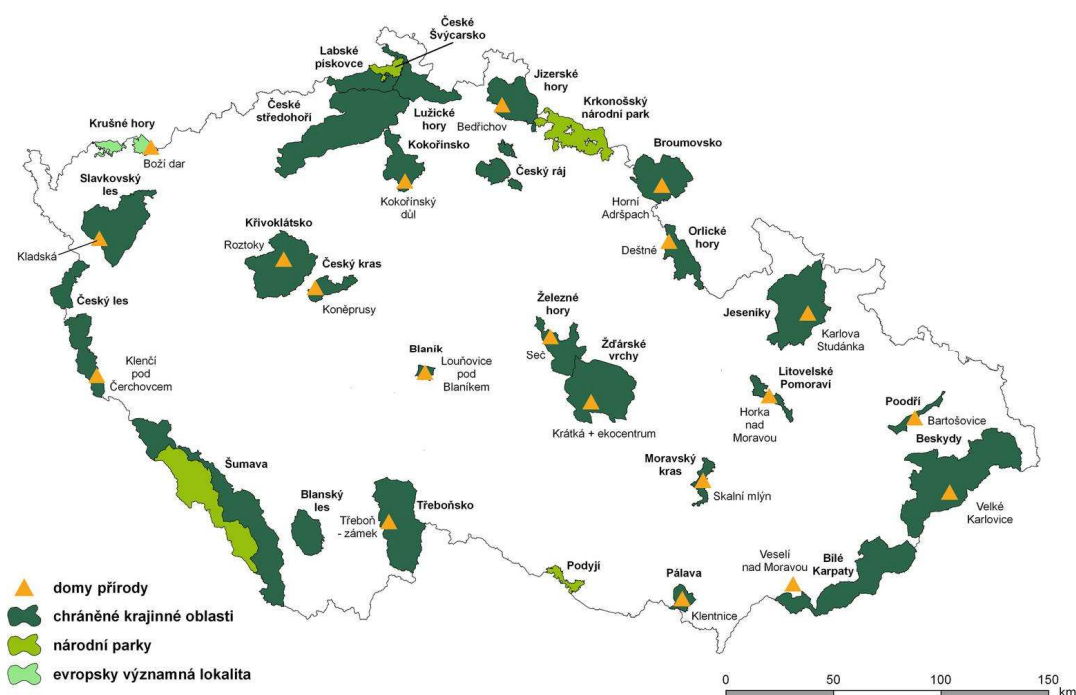 České
Švýcarsko
Labské
pískovce
Jizerské
hory
Krkonošský
národní park
České
středohoří
Lužické
hory
Bedřichov
Krušné hory
Boží dar
Kokořínsko
Broumovsko
Český ráj
Slavkovský
les
Kokořínský
důl
Horní
Adršpach
Křivoklátsko
Roztoky
Orlické
hory
Deštné
Kladská
Český kras
Koněprusy
Český les
Železné
hory
Seč
Jeseníky
Karlova
Studánka
Žďárské
vrchy
Klenčí
pod
Čerchovcem
Blaník
Louňovice
pod
Blaníkem
Litovelské
Pomoraví
Horka
nad
Moravou
Poodří
Bartošovice
Krátká + ekocentrum
Beskydy
Moravský
kras
Skalní mlýn
Šumava
Blanský
les
Třeboňsko
Třeboň
- zámek
Velké
Karlovice
Veselí
nad Moravou
Bílé
Karpaty
Podyjí
Pálava
Klentnice
domy přírody
chráněné krajinné oblasti
národní parky
evropsky významná lokalita
0 50 100 150
km